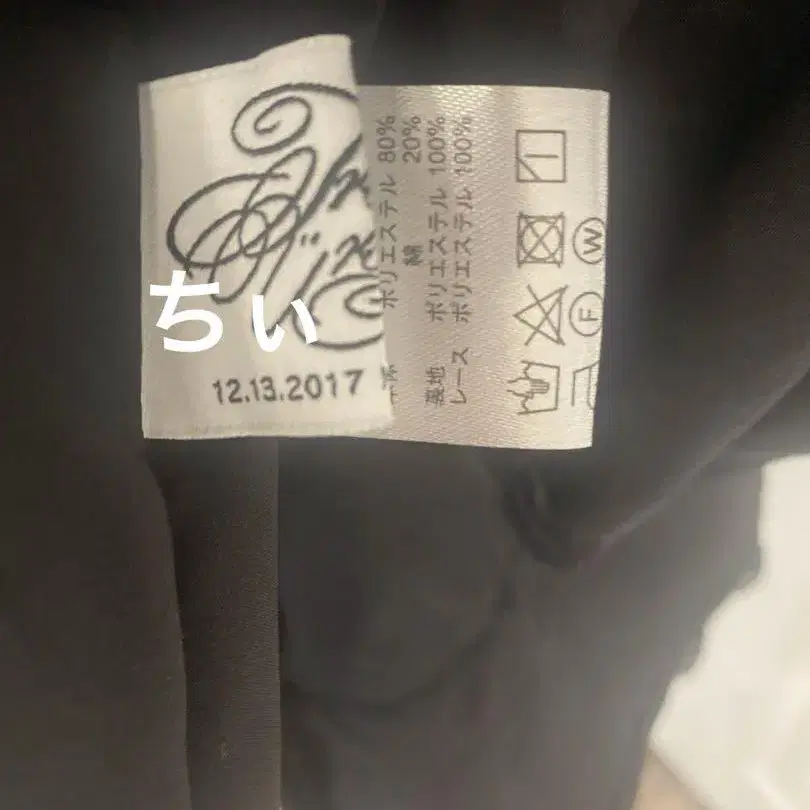 ちぃ
12.13.2017
ポリエステル 80%
綿 20%
裏地 ポリエステル 100%
レース ポリエステル 100%
W
F